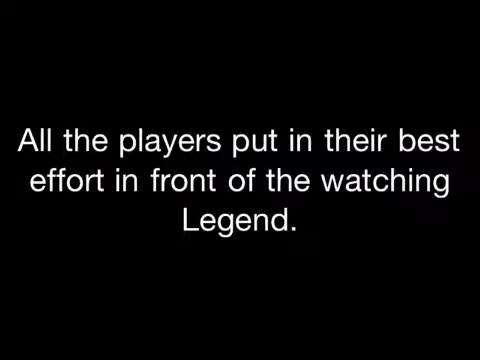 All the players put in their best
effort in front of the watching
Legend.